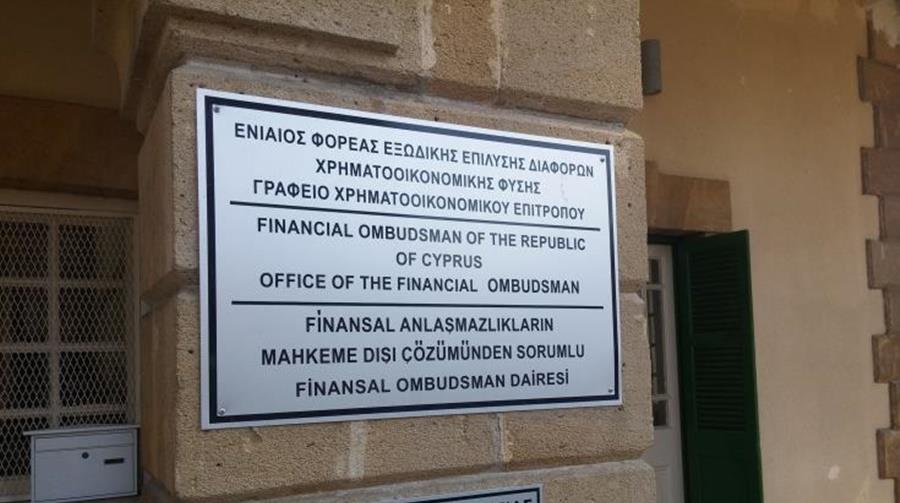 ΕΝΙΑΙΟΣ ΦΟΡΕΑΣ ΕΞΩΔΙΚΗΣ ΕΠΙΛΥΣΗΣ ΔΙΑΦΟΡΩΝ
ΧΡΗΜΑΤΟΟΙΚΟΝΟΜΙΚΗΣ ΦΥΣΗΣ
ΓΡΑΦΕΙΟ ΧΡΗΜΑΤΟΟΙΚΟΝΟΜΙΚΟΥ ΕΠΙΤΡΟΠΟΥ
FINANCIAL OMBUDSMAN OF THE REPUBLIC
OF CYPRUS
OFFICE OF THE FINANCIAL OMBUDSMAN
FİNANSAL ANLAŞMAZLIKLARIN
MAHKEME DIŞI ÇÖZÜMÜNDEN SORUMLU
FİNANSAL OMBUDSMAN DAİRESİ